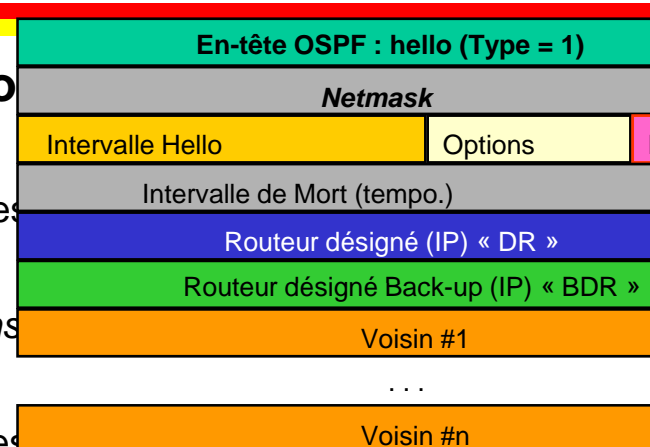 En-tête OSPF : hello (Type = 1)
Netmask
Intervalle Hello Options
Intervalle de Mort (tempo.)
Routeur désigné (IP) « DR »
Routeur désigné Back-up (IP) « BDR »
Voisin #1
. . .
Voisin #n